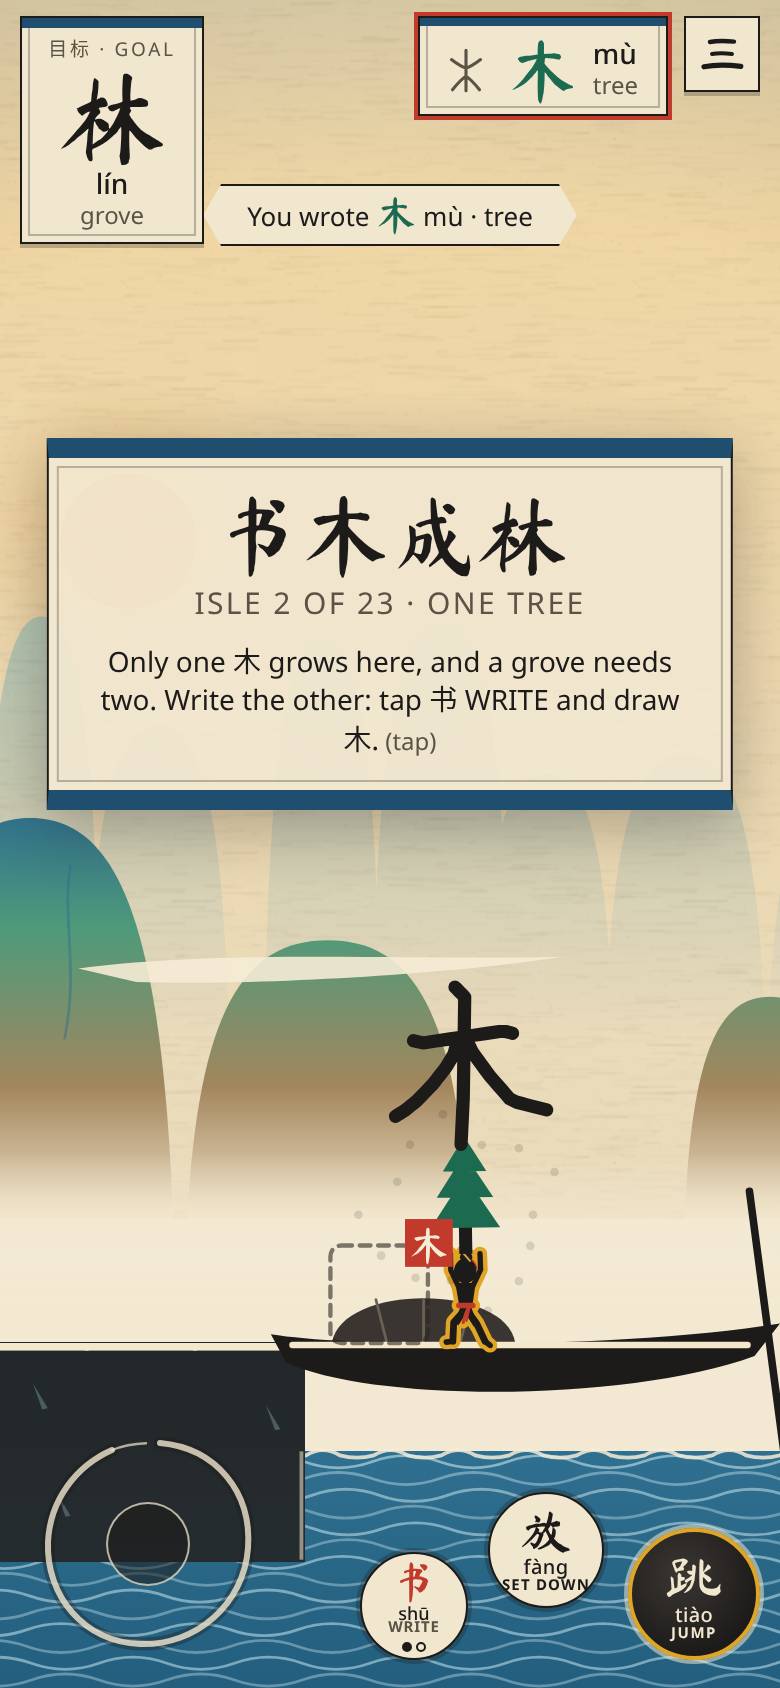 目标 · GOAL
林
lín
grove
木 木 mù
tree
三
You wrote 木 mù · tree
书木成林
ISLE 2 OF 23 · ONE TREE
Only one 木 grows here, and a grove needs
two. Write the other: tap 书 WRITE and draw
木. (tap)
木
木
放
fàng
SET DOWN
书
shū
WRITE
跳
tiào
JUMP